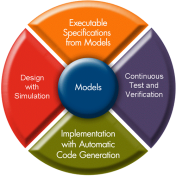 Executable
Specifications
from Models
Design
with
Simulation
Models
Continuous
Test and
Verification
Implementation
with Automatic
Code Generation